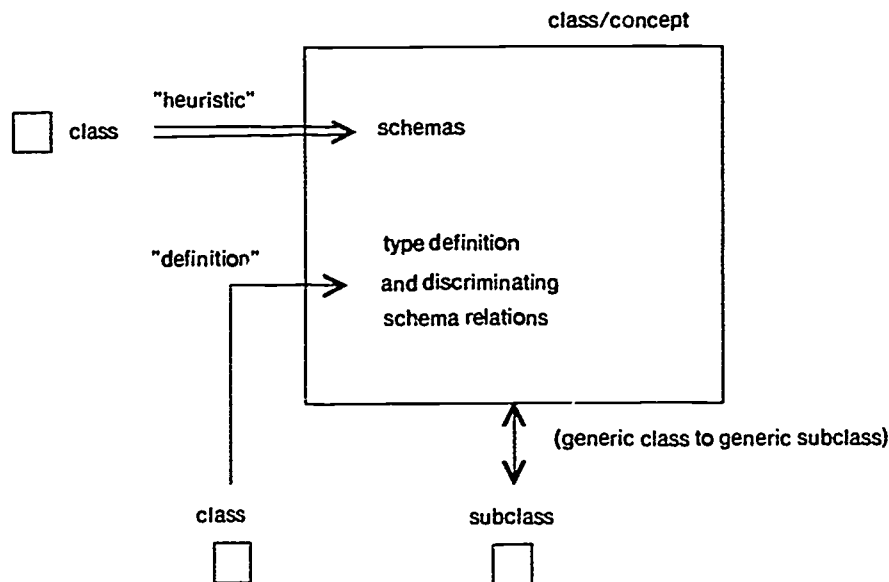 class/concept
"heuristic"
class
schemas
"definition"
type definition
and discriminating
schema relations
(generic class to generic subclass)
class
subclass